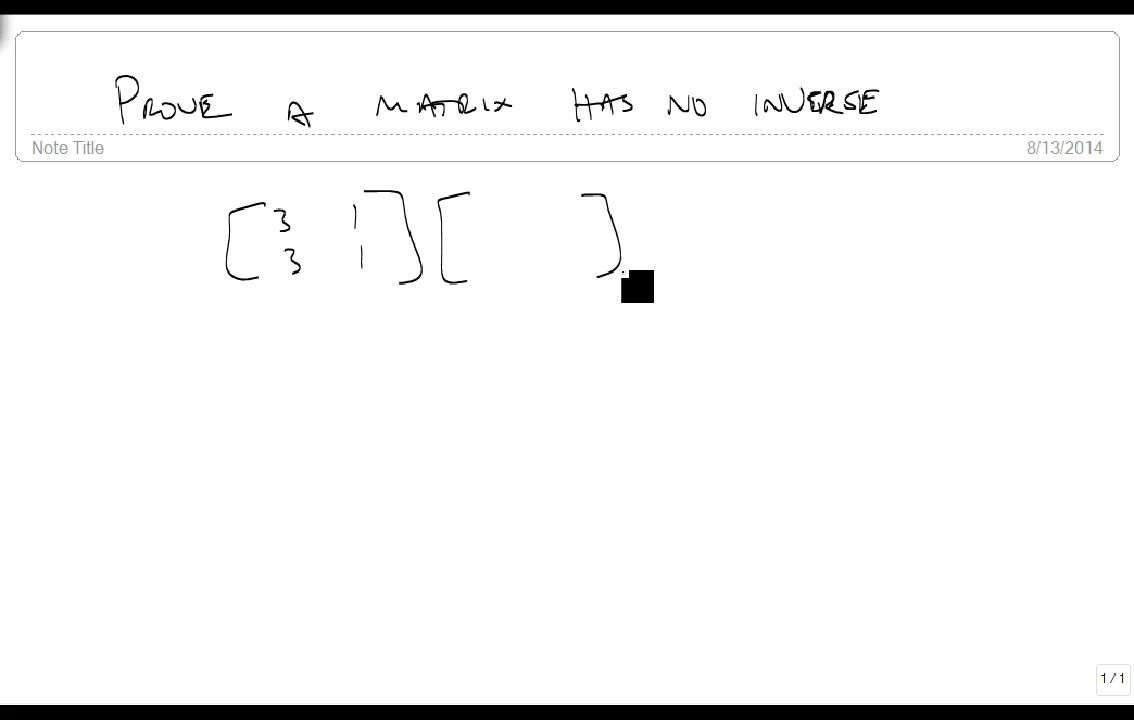 PROVE A MATRIX HAS NO INVERSE
Note Title 8/13/2014
[3 1] [ ]
[3 1]
1/1